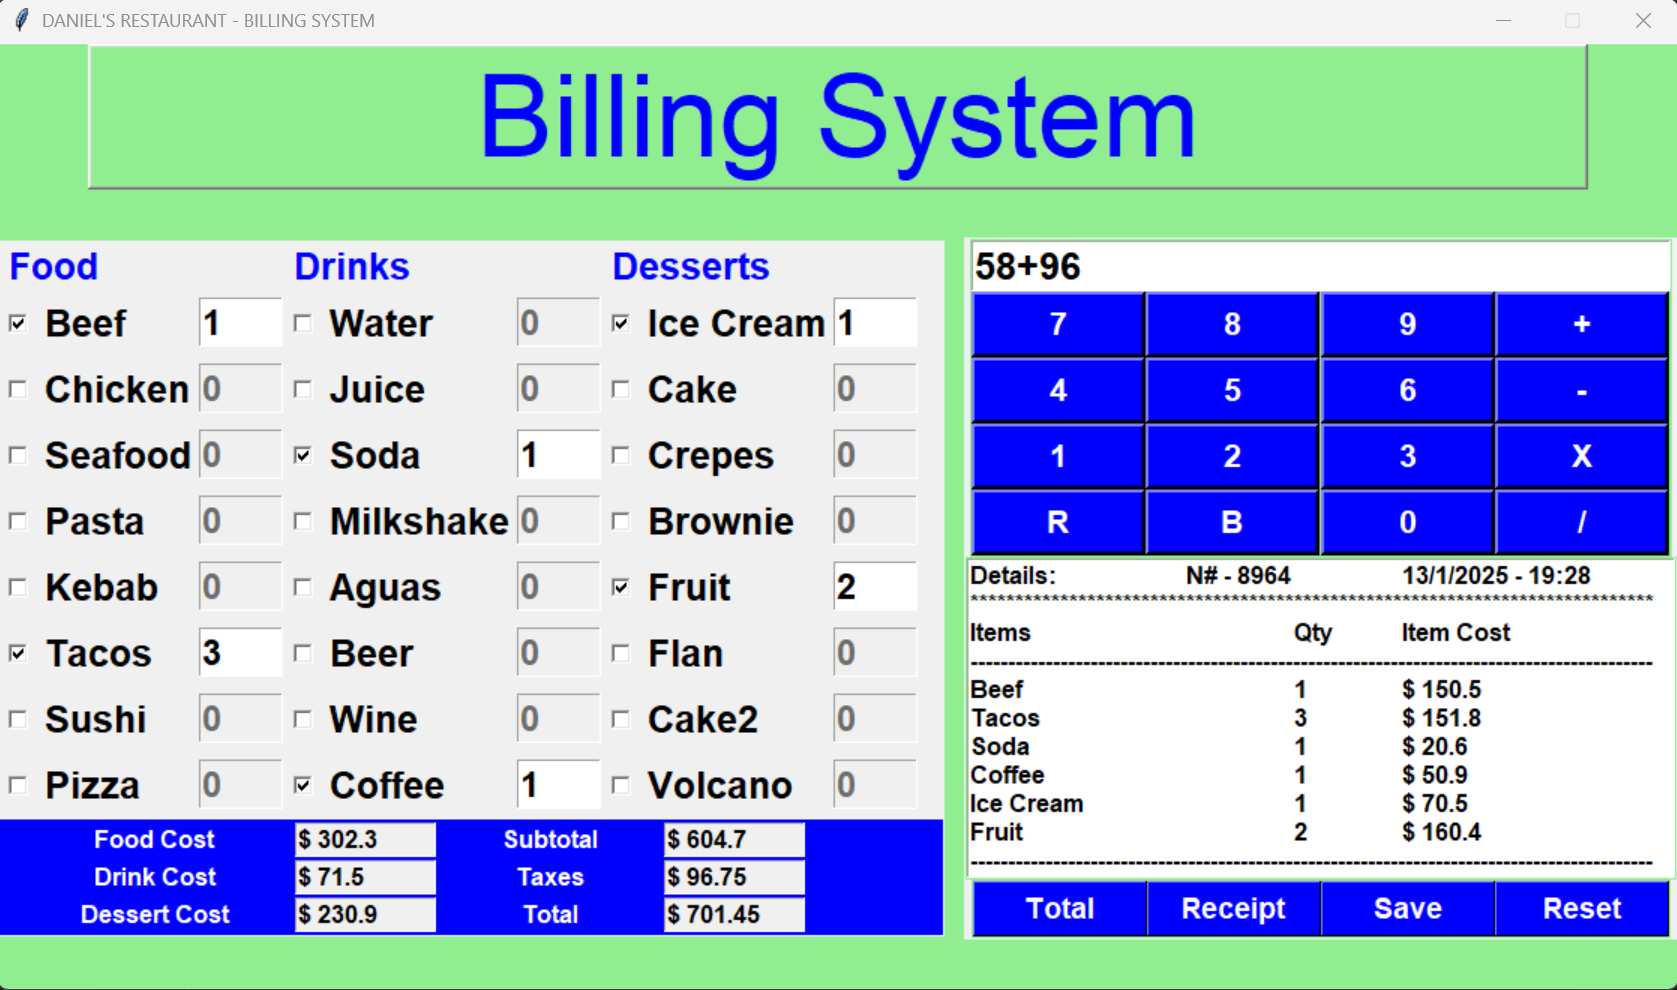 DANIEL'S RESTAURANT - BILLING SYSTEM
Billing System
Food Drinks Desserts
Beef 1 Water 0 Ice Cream 1
Chicken 0 Juice 0 Cake 0
Seafood 0 Soda 1 Crepes 0
Pasta 0 Milkshake 0 Brownie 0
Kebab 0 Aguas 0 Fruit 2
Tacos 3 Beer 0 Flan 0
Sushi 0 Wine 0 Cake2 0
Pizza 0 Coffee 1 Volcano 0
Food Cost $ 302.3 Subtotal $ 604.7
Drink Cost $ 71.5 Taxes $ 96.75
Dessert Cost $ 230.9 Total $ 701.45
58+96
7 8 9 +
4 5 6 -
1 2 3 X
R B 0 /
Details: N# - 8964 13/1/2025 - 19:28
Items Qty Item Cost
Beef 1 $ 150.5
Tacos 3 $ 151.8
Soda 1 $ 20.6
Coffee 1 $ 50.9
Ice Cream 1 $ 70.5
Fruit 2 $ 160.4
Total Receipt Save Reset